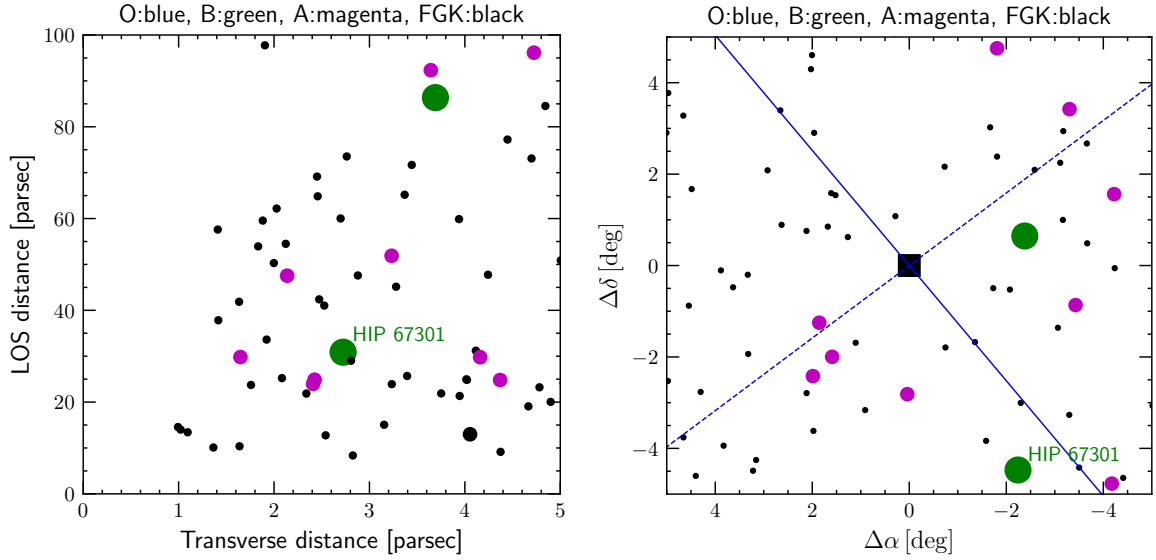 O:blue, B:green, A:magenta, FGK:black
100
80
60
40
20
0
LOS distance [parsec]
HIP 67301
0 1 2 3 4 5
Transverse distance [parsec]
O:blue, B:green, A:magenta, FGK:black
4
2
0
−2
−4
Δδ [deg]
HIP 67301
4 2 0 −2 −4
Δα [deg]